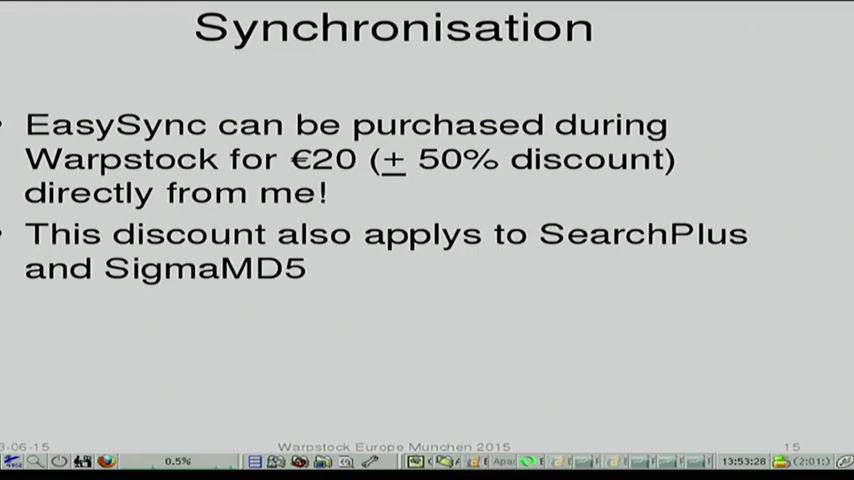 Synchronisation
EasySync can be purchased during
Warpstock for €20 (± 50% discount)
directly from me!
This discount also applys to SearchPlus
and SigmaMD5
3-06-15
Warpstock Europe Munchen 2015
15
0.5%
13:53:28
(2:01:)